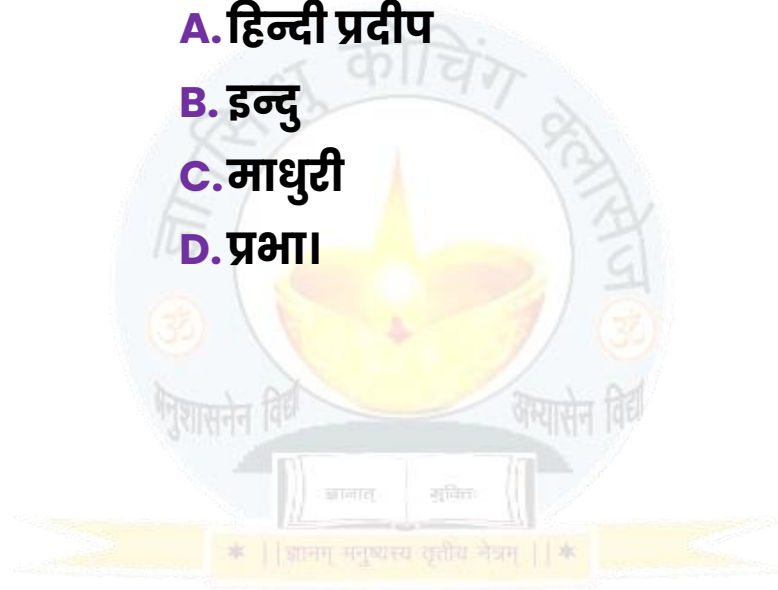 A. हिन्दी प्रदीप
B. इन्दु
C. माधुरी
D. प्रभा।
कोचिंग क्लासेज
अनुशासनेन विद्या
अभ्यासेन विद्या
ॐ
ॐ
ज्ञानात्
मुक्तिः
* ||ज्ञानम् मनुष्यस्य तृतीय नेत्रम् || *